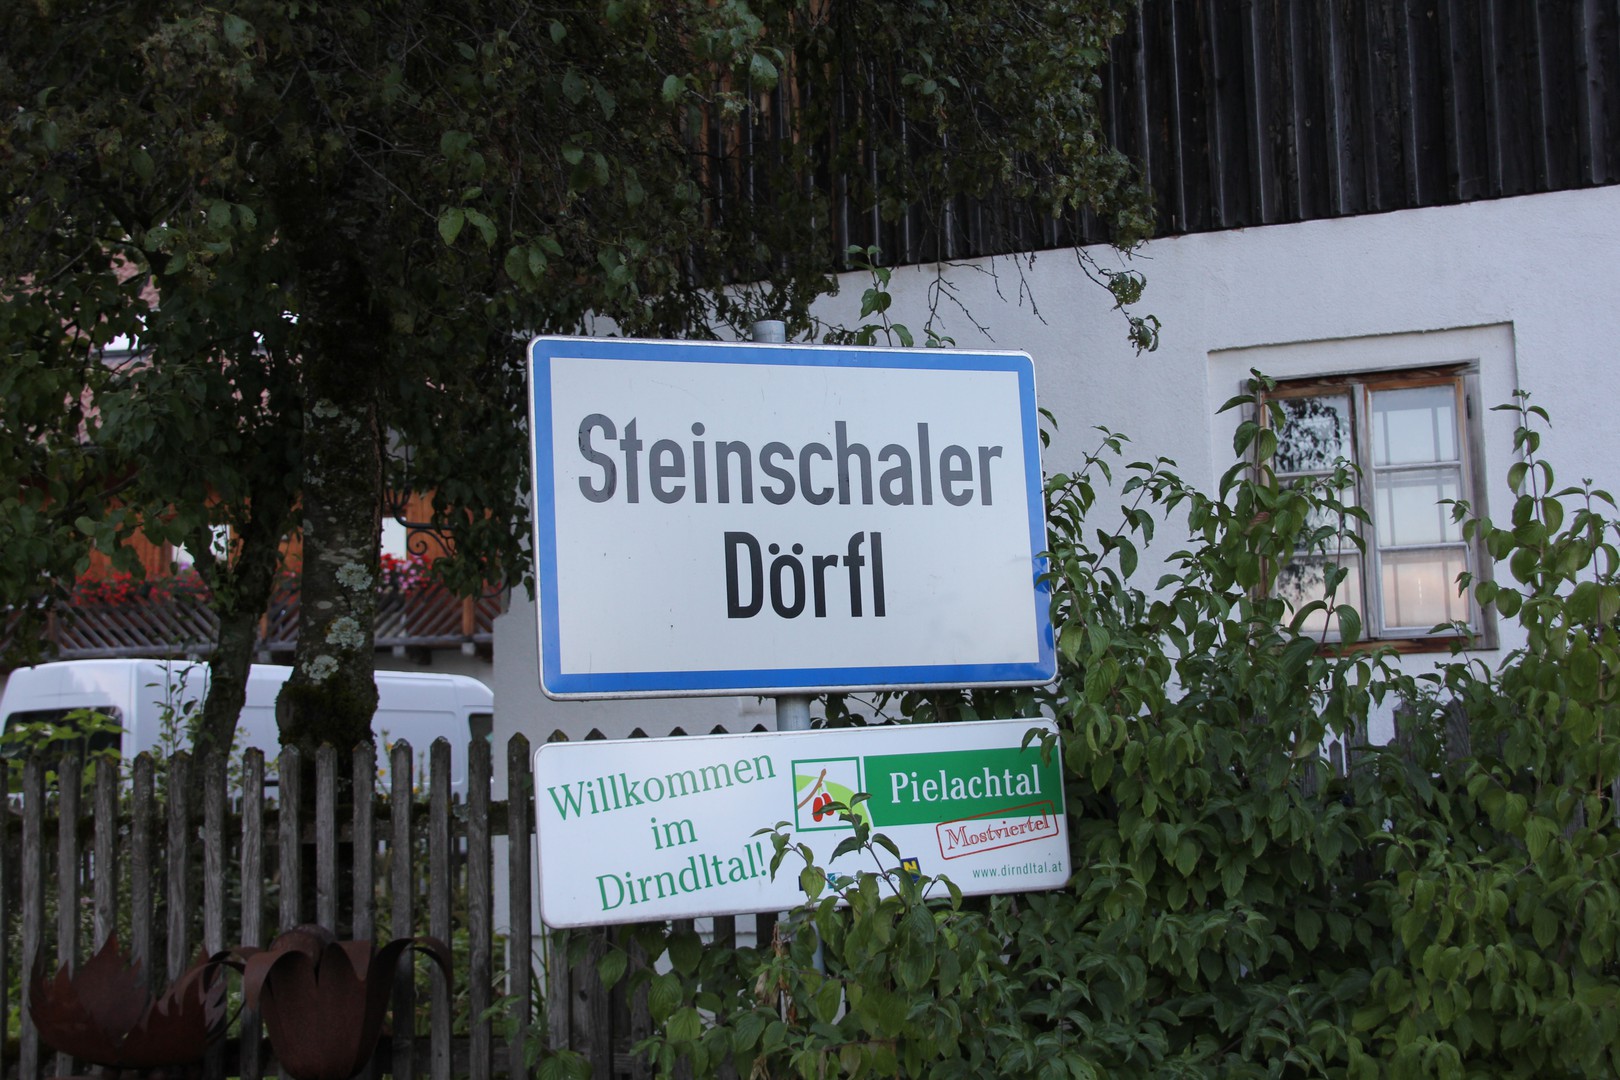 Steinschaler
Dörfl
Willkommen
im
Dirndltal!
Pielachtal
Mostviertel
www.dirndltal.at